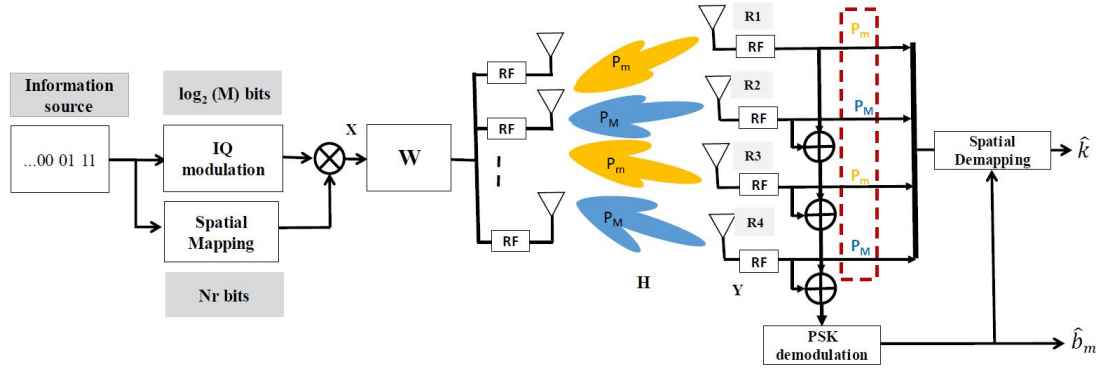 Information
source
...00 01 11
log2 (M) bits
IQ
modulation
Spatial
Mapping
Nr bits
X
W
RF
RF
RF
Pm
PM
Pm
PM
H
R1
RF
R2
RF
R3
RF
R4
RF
Y
Pm
PM
Pm
PM
PSK
demodulation
Spatial
Demapping
k̂
b̂m